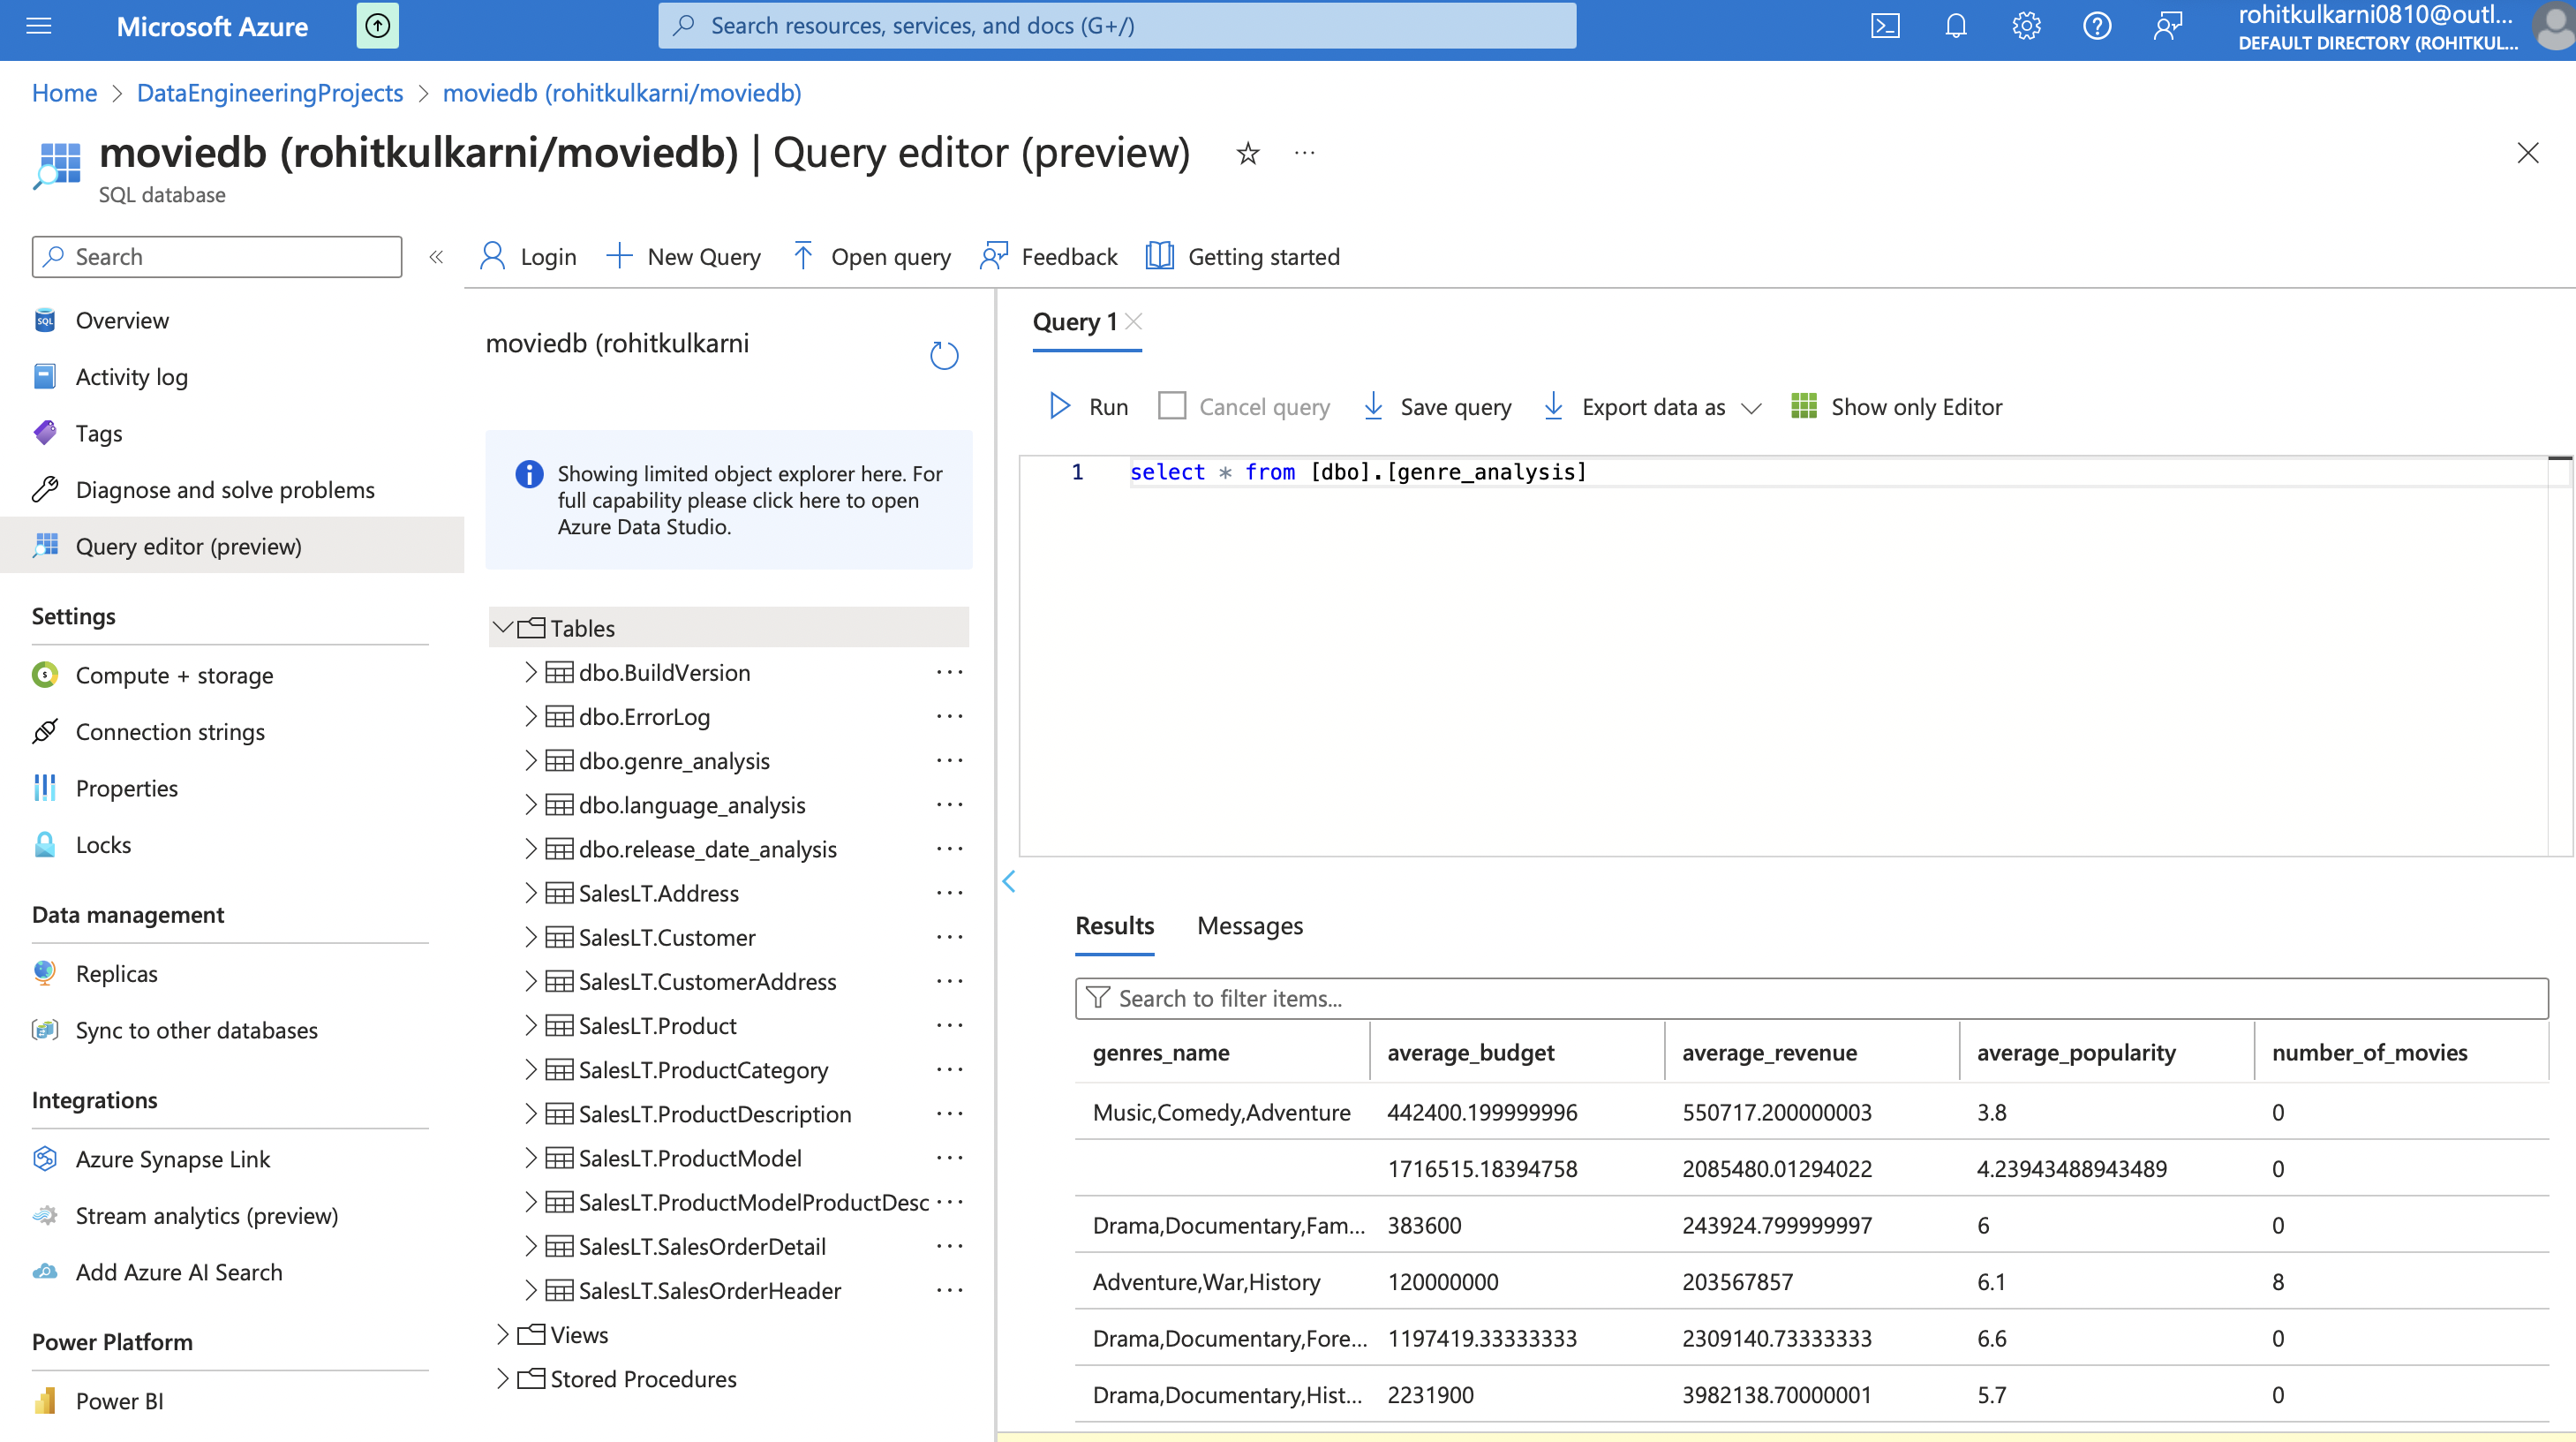 Microsoft Azure
Search resources, services, and docs (G+/)
rohitkulkarni0810@outl...
DEFAULT DIRECTORY (ROHITKUL...
Home > DataEngineeringProjects > moviedb (rohitkulkarni/moviedb)
moviedb (rohitkulkarni/moviedb) | Query editor (preview)
SQL database
Search
Login
New Query
Open query
Feedback
Getting started
Overview
Activity log
Tags
Diagnose and solve problems
Query editor (preview)
Settings
Compute + storage
Connection strings
Properties
Locks
Data management
Replicas
Sync to other databases
Integrations
Azure Synapse Link
Stream analytics (preview)
Add Azure AI Search
Power Platform
Power BI
moviedb (rohitkulkarni
Showing limited object explorer here. For
full capability please click here to open
Azure Data Studio.
Tables
dbo.BuildVersion
dbo.ErrorLog
dbo.genre_analysis
dbo.language_analysis
dbo.release_date_analysis
SalesLT.Address
SalesLT.Customer
SalesLT.CustomerAddress
SalesLT.Product
SalesLT.ProductCategory
SalesLT.ProductDescription
SalesLT.ProductModel
SalesLT.ProductModelProductDesc
SalesLT.SalesOrderDetail
SalesLT.SalesOrderHeader
Views
Stored Procedures
Query 1
Run
Cancel query
Save query
Export data as
Show only Editor
1 select * from [dbo].[genre_analysis]
Results
Messages
Search to filter items...
genres_name average_budget average_revenue average_popularity number_of_movies
Music,Comedy,Adventure 442400.199999996 550717.200000003 3.8 0
1716515.18394758 2085480.01294022 4.23943488943489 0
Drama,Documentary,Fam... 383600 243924.799999997 6 0
Adventure,War,History 120000000 203567857 6.1 8
Drama,Documentary,Fore... 1197419.33333333 2309140.73333333 6.6 0
Drama,Documentary,Hist... 2231900 3982138.70000001 5.7 0